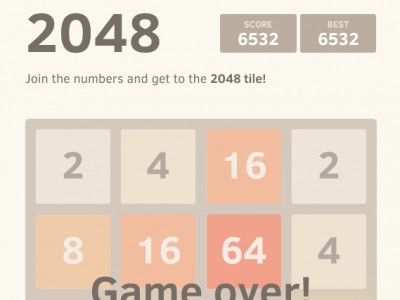 2048
SCORE BEST
6532 6532
Join the numbers and get to the 2048 tile!
2 4 16 2
8 16 64 4
Game over!